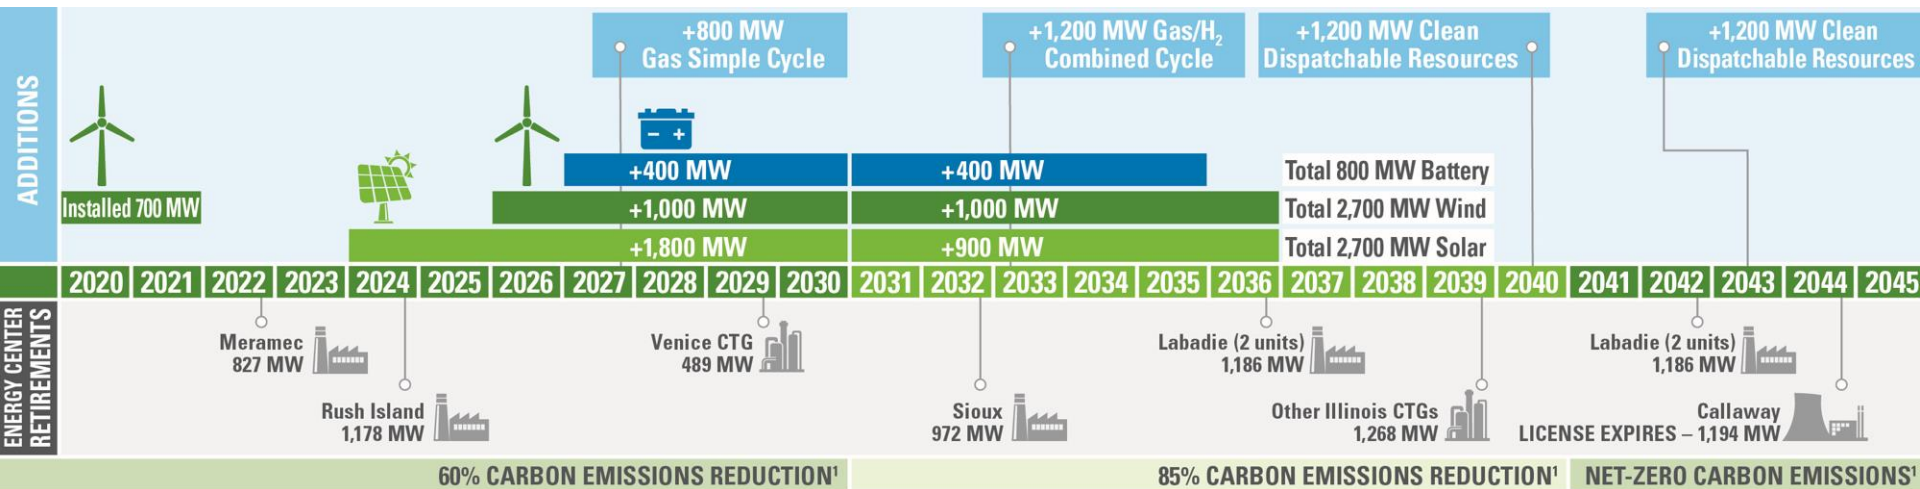 ADDITIONS
+800 MW
Gas Simple Cycle
+1,200 MW Gas/H₂
Combined Cycle
+1,200 MW Clean
Dispatchable Resources
+1,200 MW Clean
Dispatchable Resources
− +
+400 MW
+400 MW
Total 800 MW Battery
Installed 700 MW
+1,000 MW
+1,000 MW
Total 2,700 MW Wind
+1,800 MW
+900 MW
Total 2,700 MW Solar
2020 2021 2022 2023 2024 2025 2026 2027 2028 2029 2030 2031 2032 2033 2034 2035 2036 2037 2038 2039 2040 2041 2042 2043 2044 2045
ENERGY CENTER
RETIREMENTS
Meramec
827 MW
Rush Island
1,178 MW
Venice CTG
489 MW
Sioux
972 MW
Labadie (2 units)
1,186 MW
Other Illinois CTGs
1,268 MW
Labadie (2 units)
1,186 MW
Callaway
LICENSE EXPIRES – 1,194 MW
60% CARBON EMISSIONS REDUCTION¹
85% CARBON EMISSIONS REDUCTION¹
NET-ZERO CARBON EMISSIONS¹